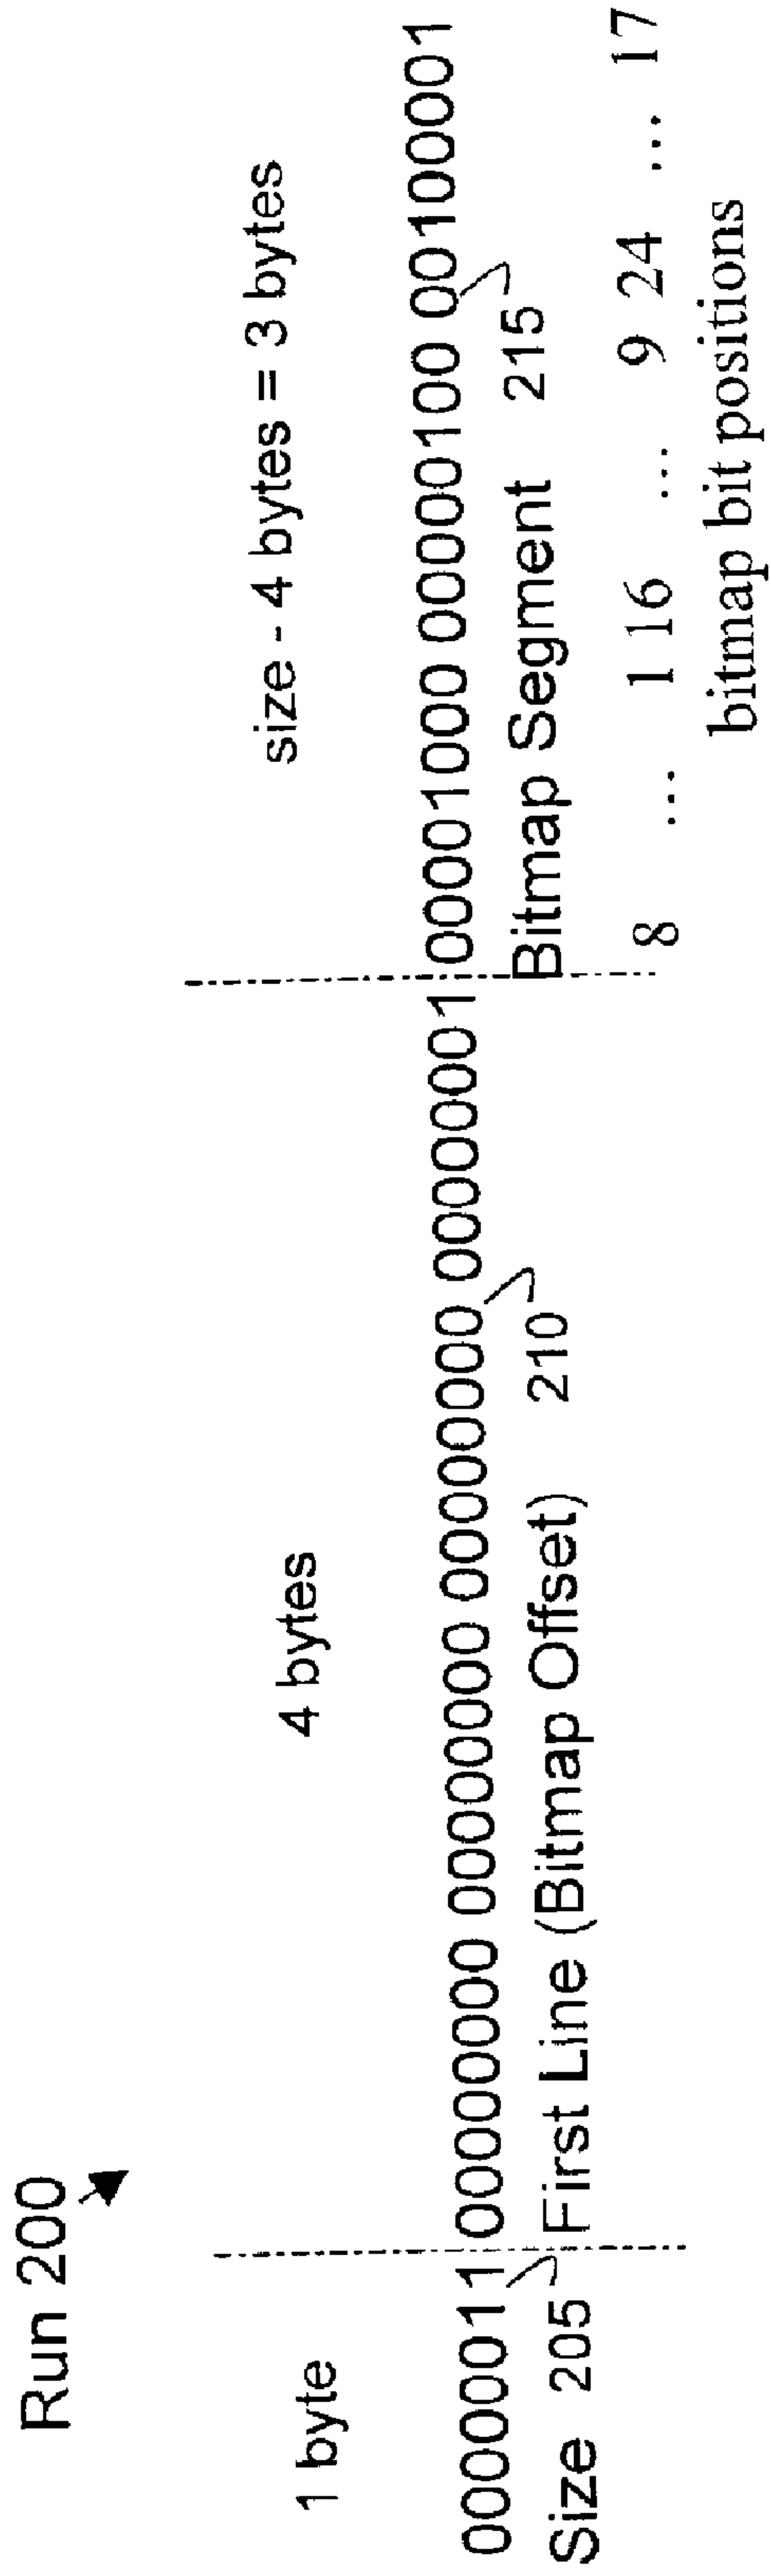 Run 200
1 byte
4 bytes
size - 4 bytes = 3 bytes
00000011 00000000 00000000 00000000 00000001 00001000 00000100 00100001
Size 205 First Line (Bitmap Offset) 210 Bitmap Segment 215
8 ... 1 16 ... 9 24 ... 17
bitmap bit positions